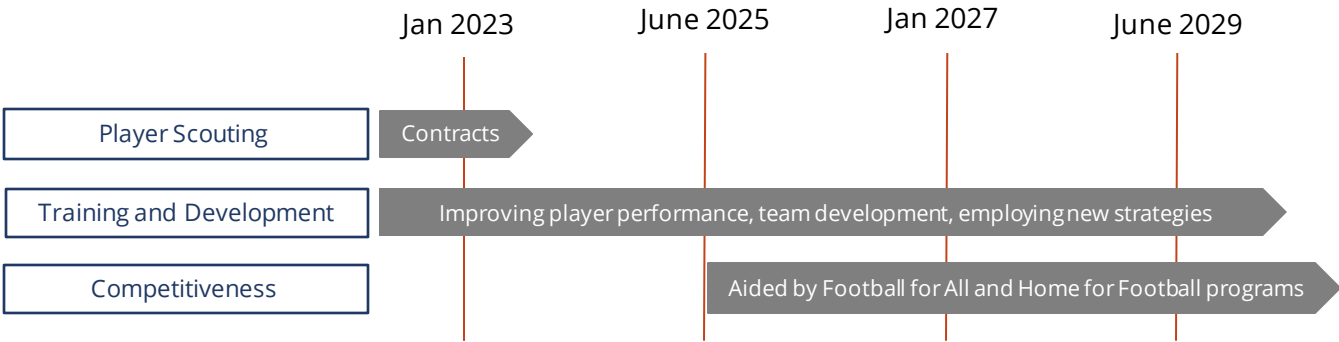 Jan 2023
June 2025
Jan 2027
June 2029
Player Scouting
Contracts
Training and Development
Improving player performance, team development, employing new strategies
Competitiveness
Aided by Football for All and Home for Football programs